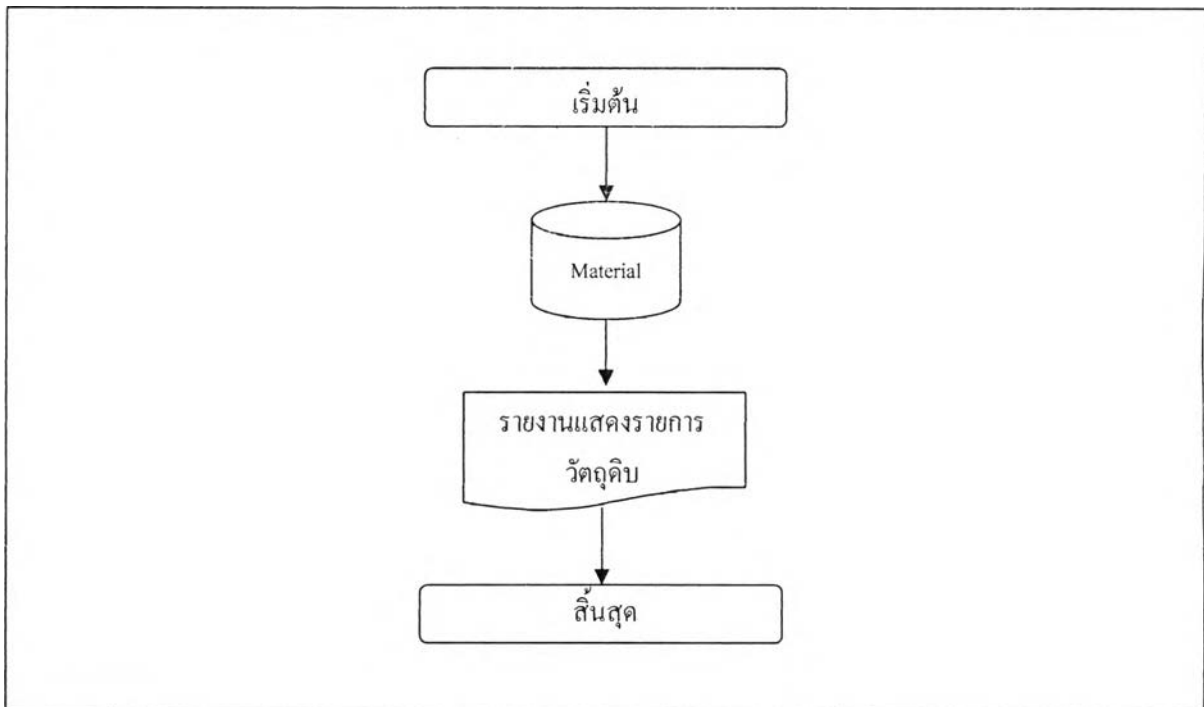 เริ่มต้น
Material
รายงานแสดงรายการ
วัตถุดิบ
สิ้นสุด